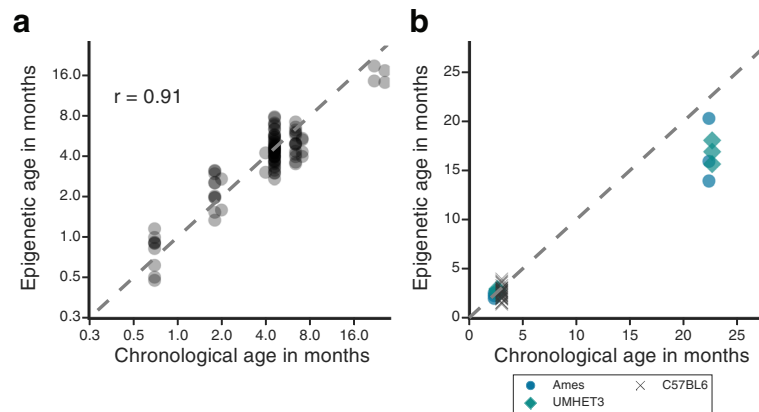 a
Epigenetic age in months
16.0
8.0
4.0
2.0
1.0
0.5
0.3
r = 0.91
0.3 0.5 1.0 2.0 4.0 8.0 16.0
Chronological age in months
b
Epigenetic age in months
25
20
15
10
5
0
0 5 10 15 20 25
Chronological age in months
Ames C57BL6
UMHET3